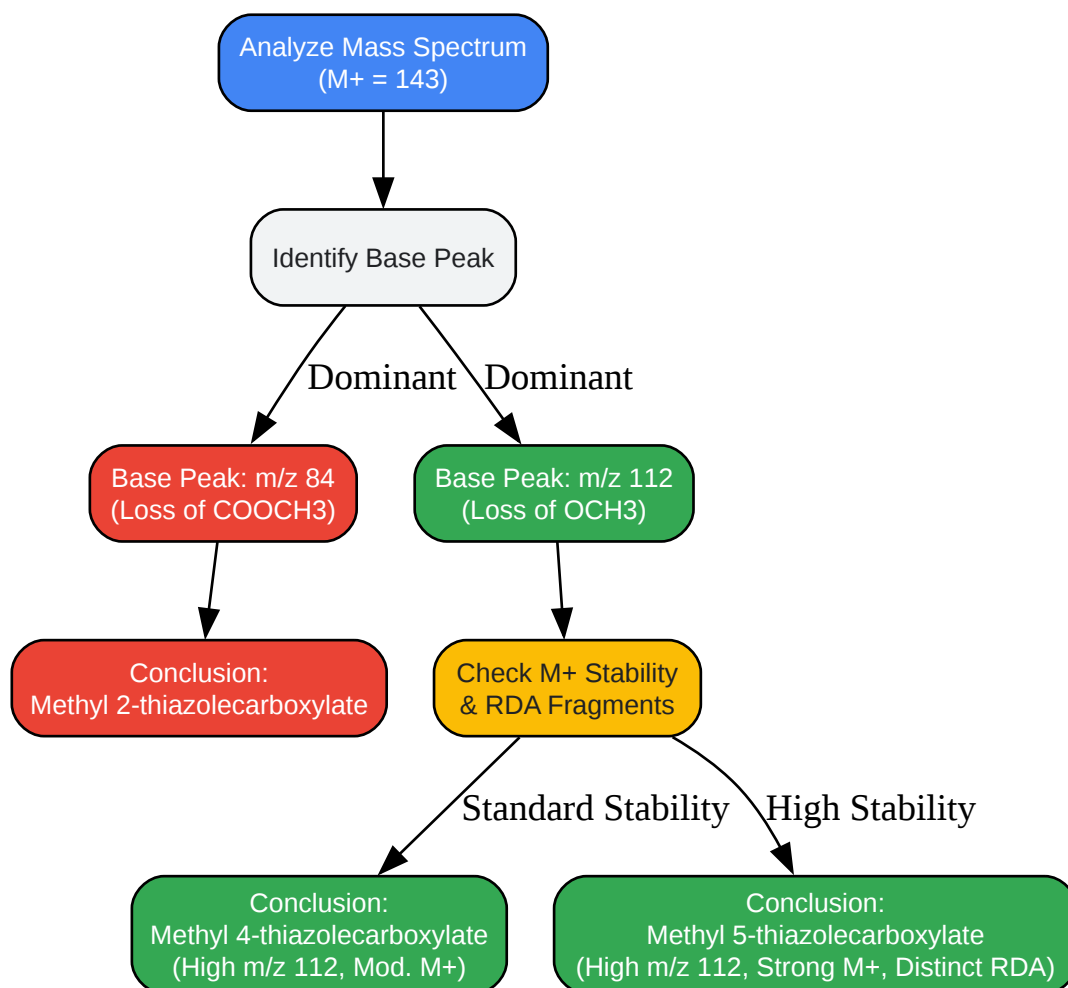 Analyze Mass Spectrum
(M+ = 143)
Identify Base Peak
Dominant
Dominant
Base Peak: m/z 84
(Loss of COOCH3)
Base Peak: m/z 112
(Loss of OCH3)
Conclusion:
Methyl 2-thiazolecarboxylate
Check M+ Stability
& RDA Fragments
Standard Stability
High Stability
Conclusion:
Methyl 4-thiazolecarboxylate
(High m/z 112, Mod. M+)
Conclusion:
Methyl 5-thiazolecarboxylate
(High m/z 112, Strong M+, Distinct RDA)